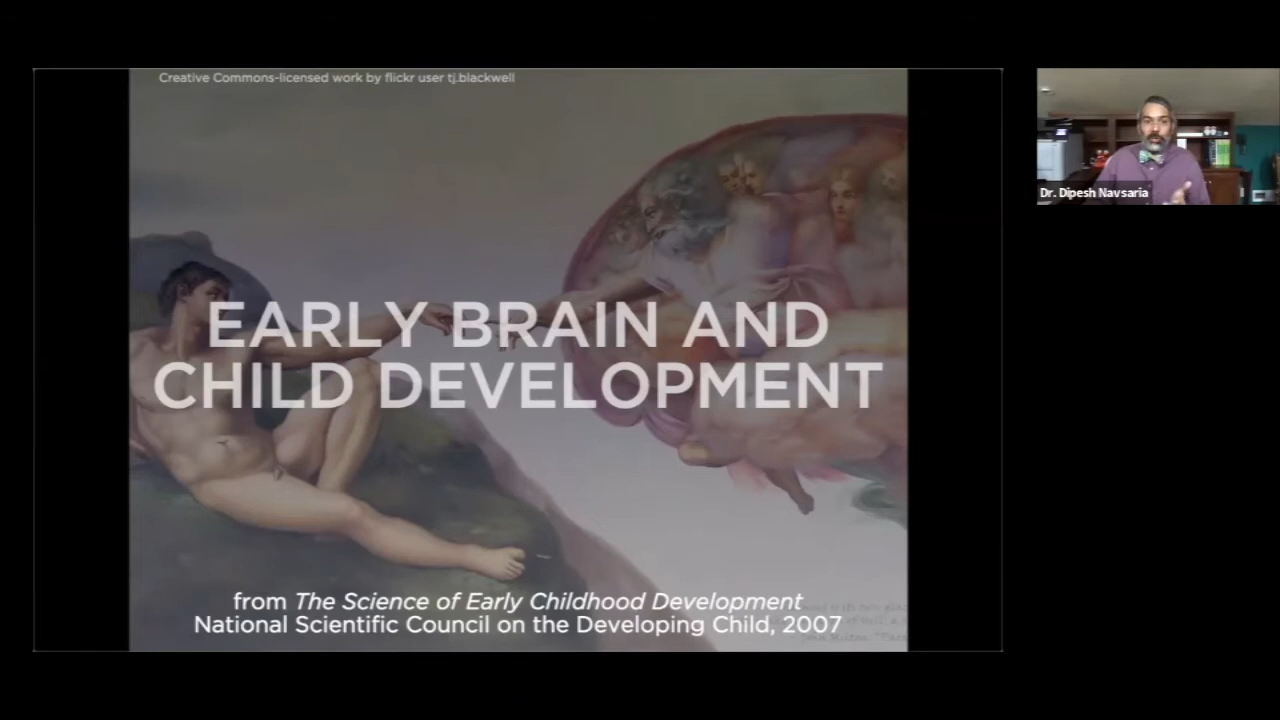 Creative Commons-licensed work by flickr user tj.blackwell
EARLY BRAIN AND
CHILD DEVELOPMENT
from The Science of Early Childhood Development
National Scientific Council on the Developing Child, 2007
Dr. Dipesh Navsaria